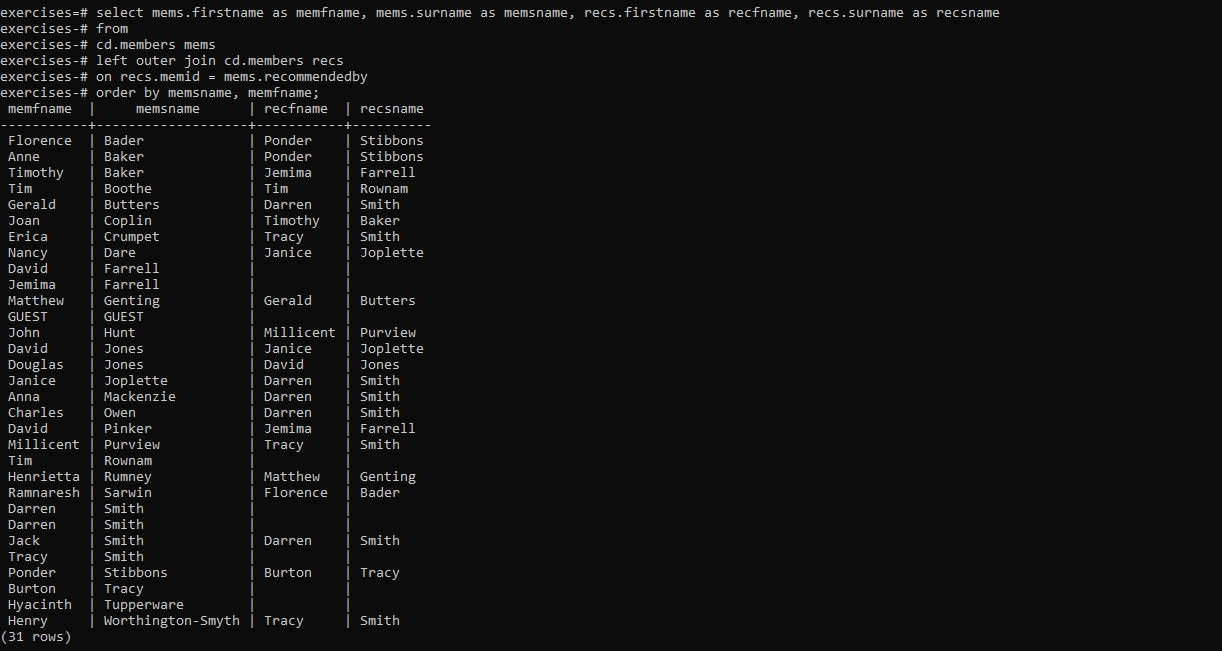 exercises=# select mems.firstname as memfname, mems.surname as memsname, recs.firstname as recfname, recs.surname as recsname
exercises-# from
exercises-# cd.members mems
exercises-# left outer join cd.members recs
exercises-# on recs.memid = mems.recommendedby
exercises-# order by memsname, memfname;
 memfname  |     memsname      | recfname  | recsname
-----------+-------------------+-----------+----------
 Florence  | Bader             | Ponder    | Stibbons
 Anne      | Baker             | Ponder    | Stibbons
 Timothy   | Baker             | Jemima    | Farrell
 Tim       | Boothe            | Tim       | Rownam
 Gerald    | Butters           | Darren    | Smith
 Joan      | Coplin            | Timothy   | Baker
 Erica     | Crumpet           | Tracy     | Smith
 Nancy     | Dare              | Janice    | Joplette
 David     | Farrell           |           |
 Jemima    | Farrell           |           |
 Matthew   | Genting           | Gerald    | Butters
 GUEST     | GUEST             |           |
 John      | Hunt              | Millicent | Purview
 David     | Jones             | Janice    | Joplette
 Douglas   | Jones             | David     | Jones
 Janice    | Joplette          | Darren    | Smith
 Anna      | Mackenzie         | Darren    | Smith
 Charles   | Owen              | Darren    | Smith
 David     | Pinker            | Jemima    | Farrell
 Millicent | Purview           | Tracy     | Smith
 Tim       | Rownam            |           |
 Henrietta | Rumney            | Matthew   | Genting
 Ramnaresh | Sarwin            | Florence  | Bader
 Darren    | Smith             |           |
 Darren    | Smith             |           |
 Jack      | Smith             | Darren    | Smith
 Tracy     | Smith             |           |
 Ponder    | Stibbons          | Burton    | Tracy
 Burton    | Tracy             |           |
 Hyacinth  | Tupperware        |           |
 Henry     | Worthington-Smyth | Tracy     | Smith
(31 rows)